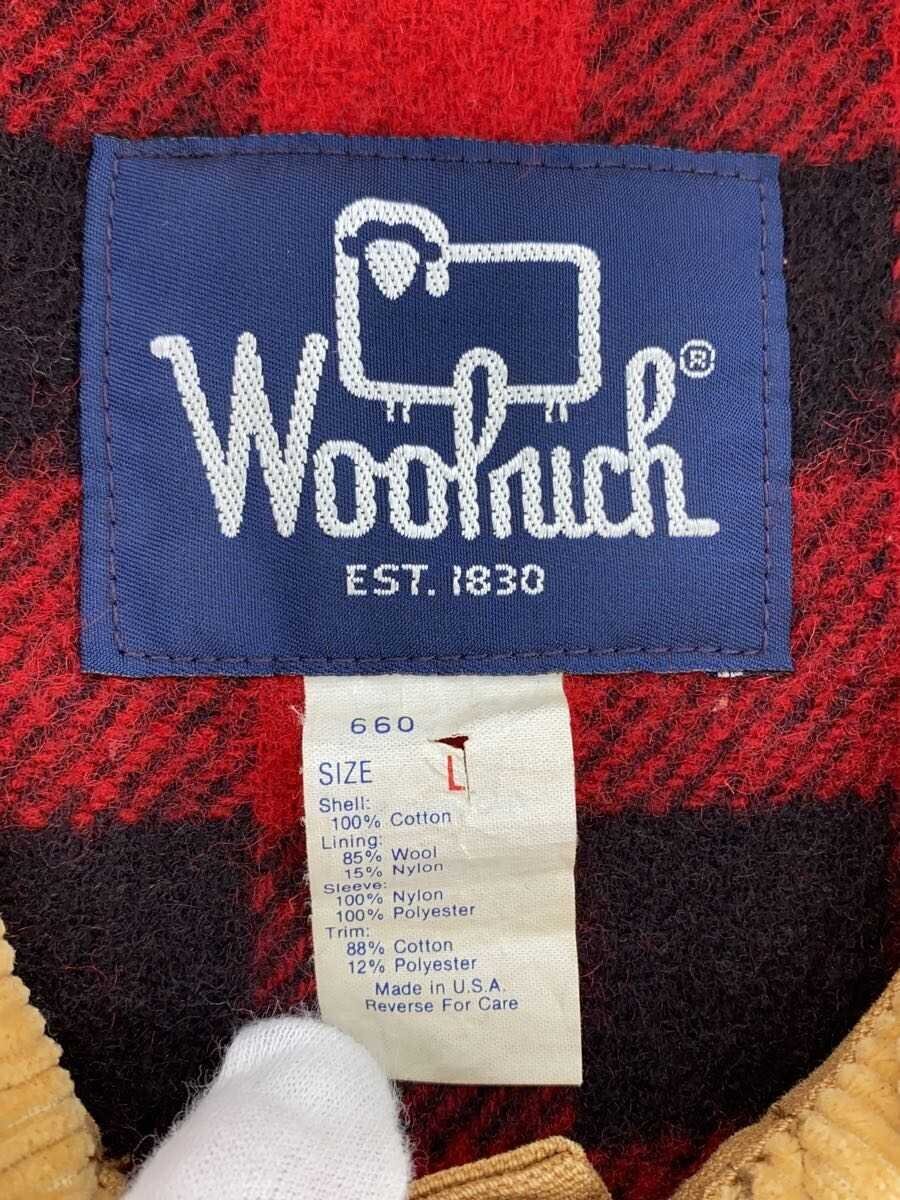 Woolrich®
EST. 1830
660
SIZE L
Shell:
100% Cotton
Lining:
85% Wool
15% Nylon
Sleeve:
100% Nylon
100% Polyester
Trim:
88% Cotton
12% Polyester
Made in U.S.A.
Reverse For Care